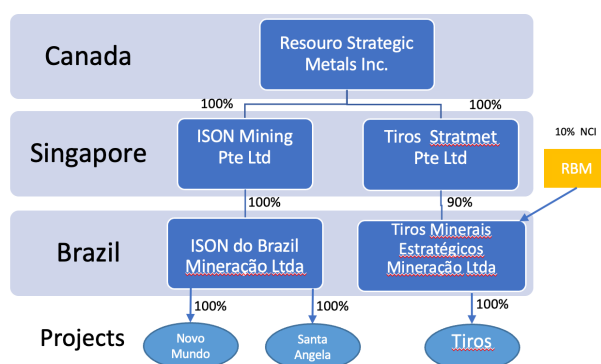 Canada
Resouro Strategic
Metals Inc.
100%
100%
Singapore
ISON Mining
Pte Ltd
Tiros Stratmet
Pte Ltd
10% NCI
RBM
100%
90%
Brazil
ISON do Brazil
Mineração Ltda
Tiros Minerais
Estratégicos
Mineração Ltda
100%
100%
100%
Projects
Novo
Mundo
Santa
Angela
Tiros